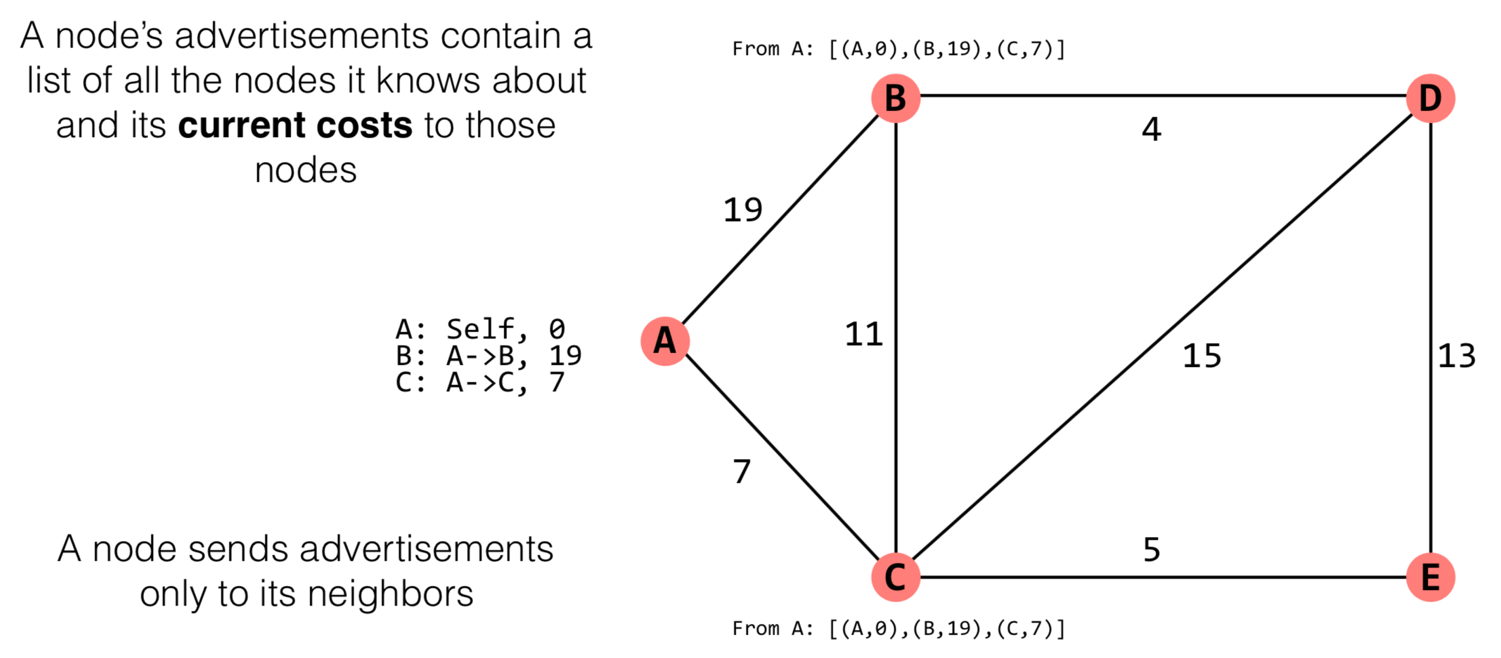 A node’s advertisements contain a
list of all the nodes it knows about
and its current costs to those
nodes
From A: [(A,0),(B,19),(C,7)]
B
D
4
19
A: Self, 0
B: A->B, 19
C: A->C, 7
A
11
15
13
7
A node sends advertisements
only to its neighbors
5
C
E
From A: [(A,0),(B,19),(C,7)]